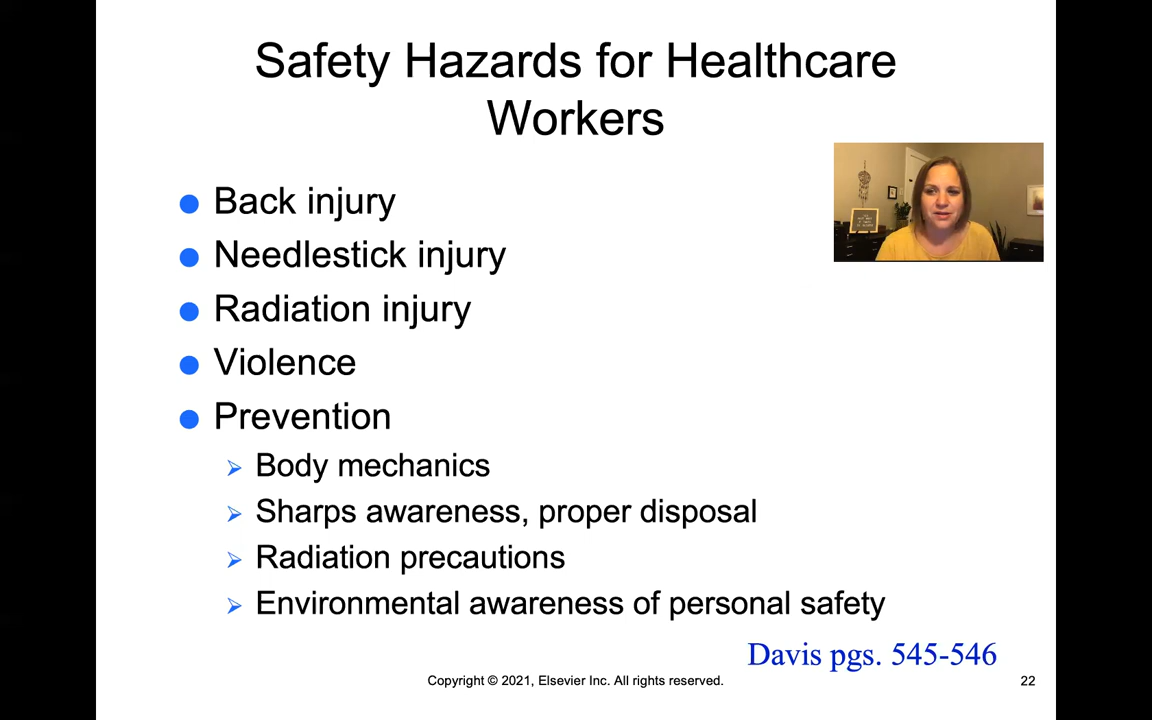 Safety Hazards for Healthcare
Workers
Back injury
Needlestick injury
Radiation injury
Violence
Prevention
Body mechanics
Sharps awareness, proper disposal
Radiation precautions
Environmental awareness of personal safety
Davis pgs. 545-546
Copyright © 2021, Elsevier Inc. All rights reserved.
22